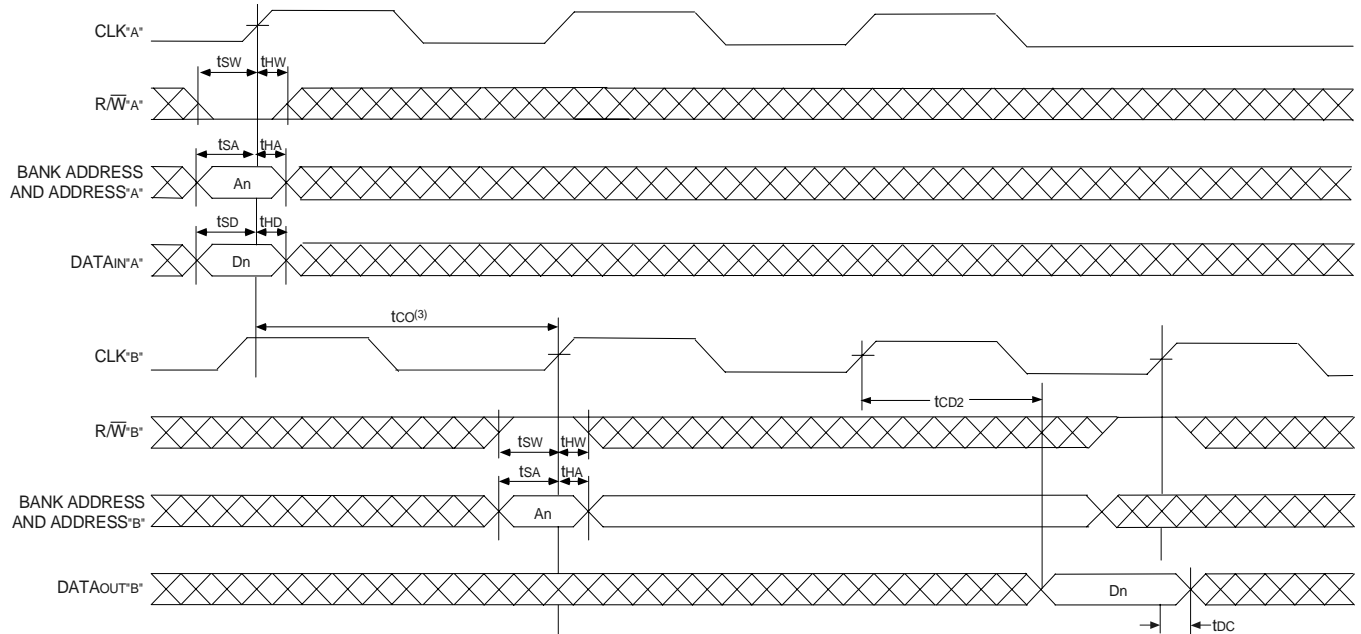 CLK"A"
tSW tHW
R/W̅"A"
tSA tHA
BANK ADDRESS
AND ADDRESS"A"
An
tSD tHD
DATAIN"A"
Dn
tCO(3)
CLK"B"
tCD2
R/W̅"B"
tSW tHW
tSA tHA
BANK ADDRESS
AND ADDRESS"B"
An
DATAOUT"B"
Dn
tDC